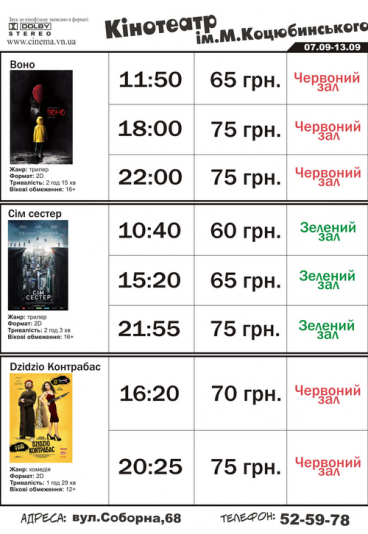 Звук до кінофільму записано в форматі
DOLBY
STEREO
www.cinema.vn.ua
Кінотеатр
ім.М.Коцюбинського
07.09-13.09
Воно
ВОНО
Жанр: трилер
Формат: 2D
Тривалість: 2 год 15 хв
Вікові обмеження: 16+
11:50 65 грн. Червоний зал
18:00 75 грн. Червоний зал
22:00 75 грн. Червоний зал
Сім сестер
СІМ
СЕСТЕР
Жанр: трилер
Формат: 2D
Тривалість: 2 год 3 хв
Вікові обмеження: 16+
10:40 60 грн. Зелений зал
15:20 65 грн. Зелений зал
21:55 75 грн. Зелений зал
Dzidzio Контрабас
DZIDZIO
КОНТРАБАС
Жанр: комедія
Формат: 2D
Тривалість: 1 год 29 хв
Вікові обмеження: 12+
16:20 70 грн. Червоний зал
20:25 75 грн. Червоний зал
АДРЕСА: вул.Соборна,68 ТЕЛЕФОН: 52-59-78